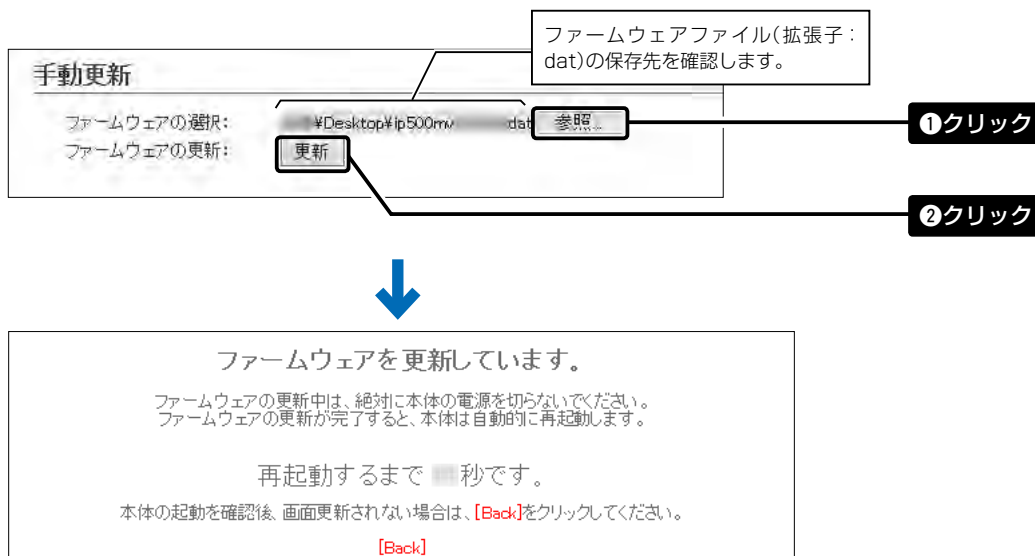 ファームウェアファイル(拡張子:
dat)の保存先を確認します。
手動更新
ファームウェアの選択: ¥Desktop¥ip500mv dat 参照...
❶クリック
ファームウェアの更新: 更新
❷クリック
ファームウェアを更新しています。
ファームウェアの更新中は、絶対に本体の電源を切らないでください。
ファームウェアの更新が完了すると、本体は自動的に再起動します。
再起動するまで 秒です。
本体の起動を確認後、画面更新されない場合は、[Back]をクリックしてください。
[Back]